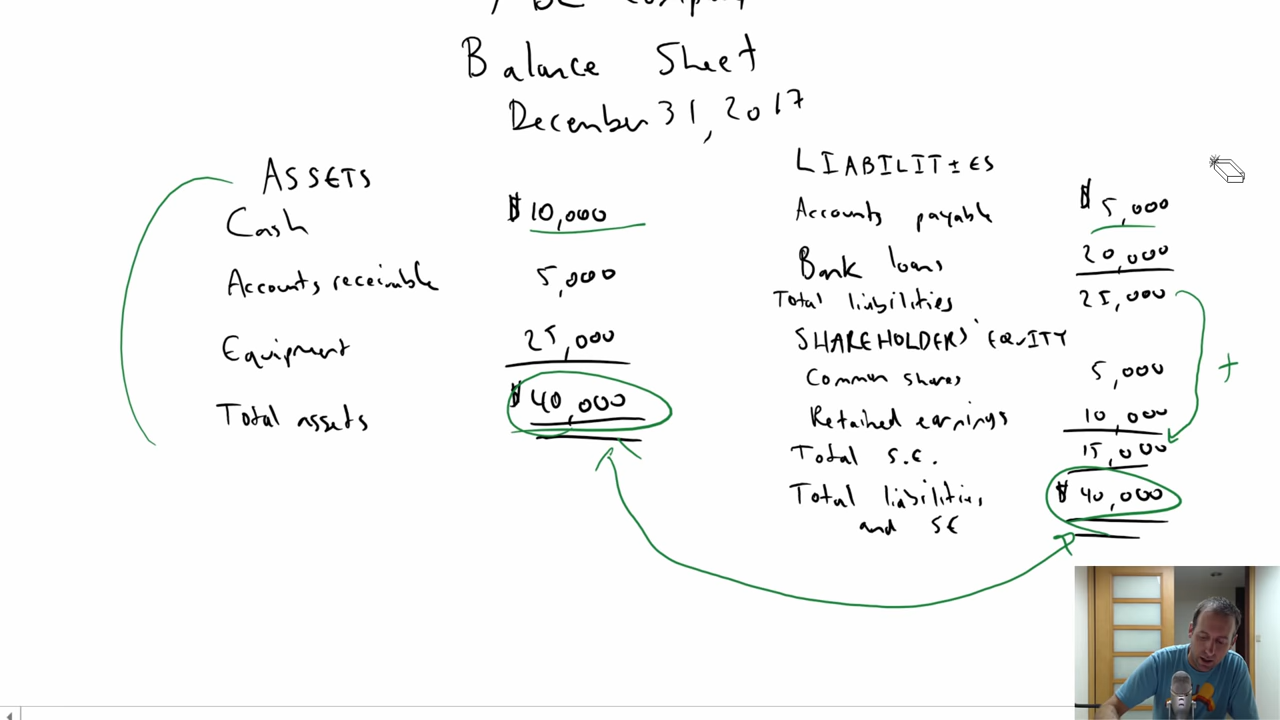 Balance Sheet
December 31, 2017
ASSETS
Cash $10,000
Accounts receivable 5,000
Equipment 25,000
Total assets $40,000
LIABILITIES
Accounts payable $5,000
Bank loans 20,000
Total liabilities 25,000
SHAREHOLDERS' EQUITY
Common shares 5,000
Retained earnings 10,000
Total S.E. 15,000
Total liabilities $40,000
and SE
+